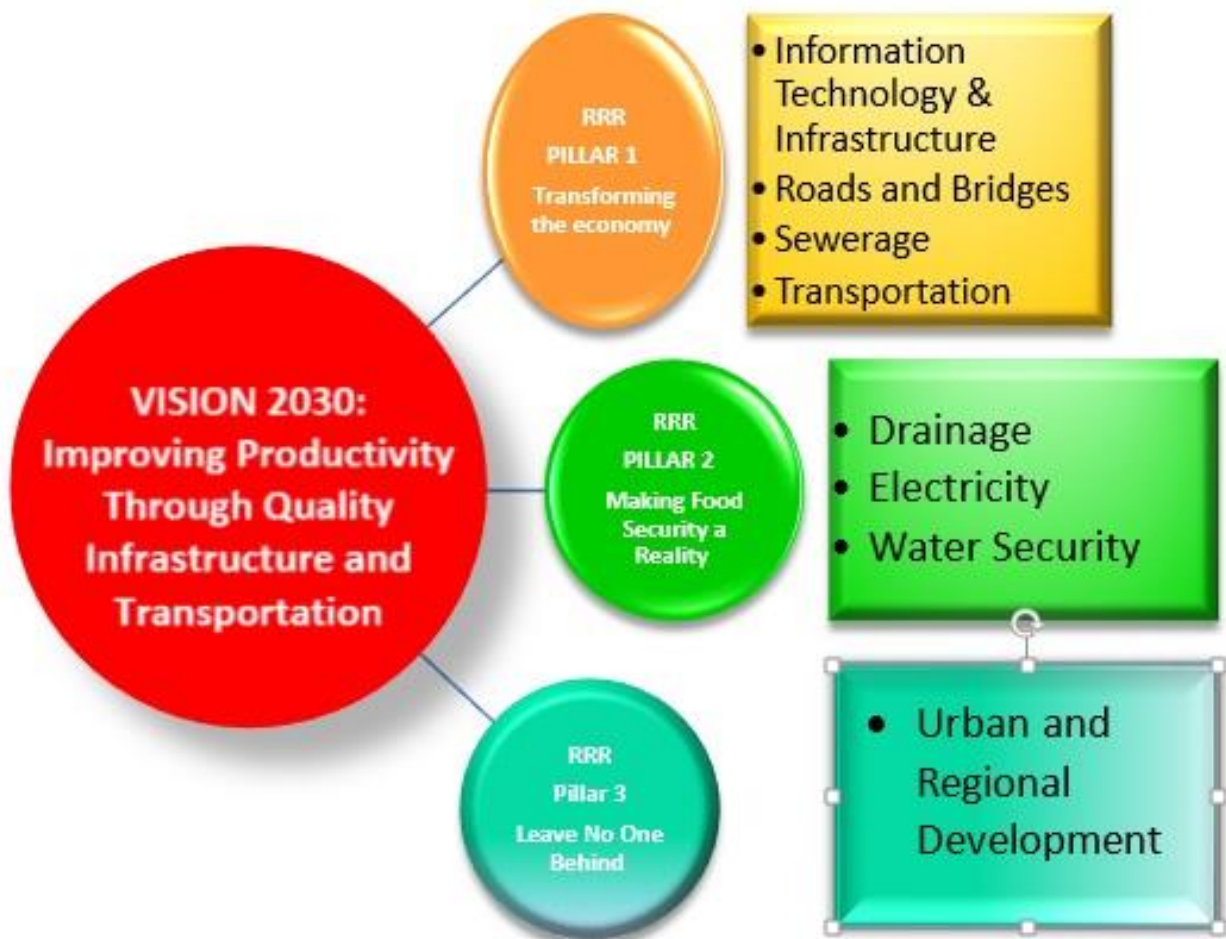 VISION 2030:
Improving Productivity
Through Quality
Infrastructure and
Transportation
RRR
PILLAR 1
Transforming
the economy
• Information
Technology &
Infrastructure
• Roads and Bridges
• Sewerage
• Transportation
RRR
PILLAR 2
Making Food
Security a
Reality
• Drainage
• Electricity
• Water Security
RRR
Pillar 3
Leave No One
Behind
• Urban and
Regional
Development